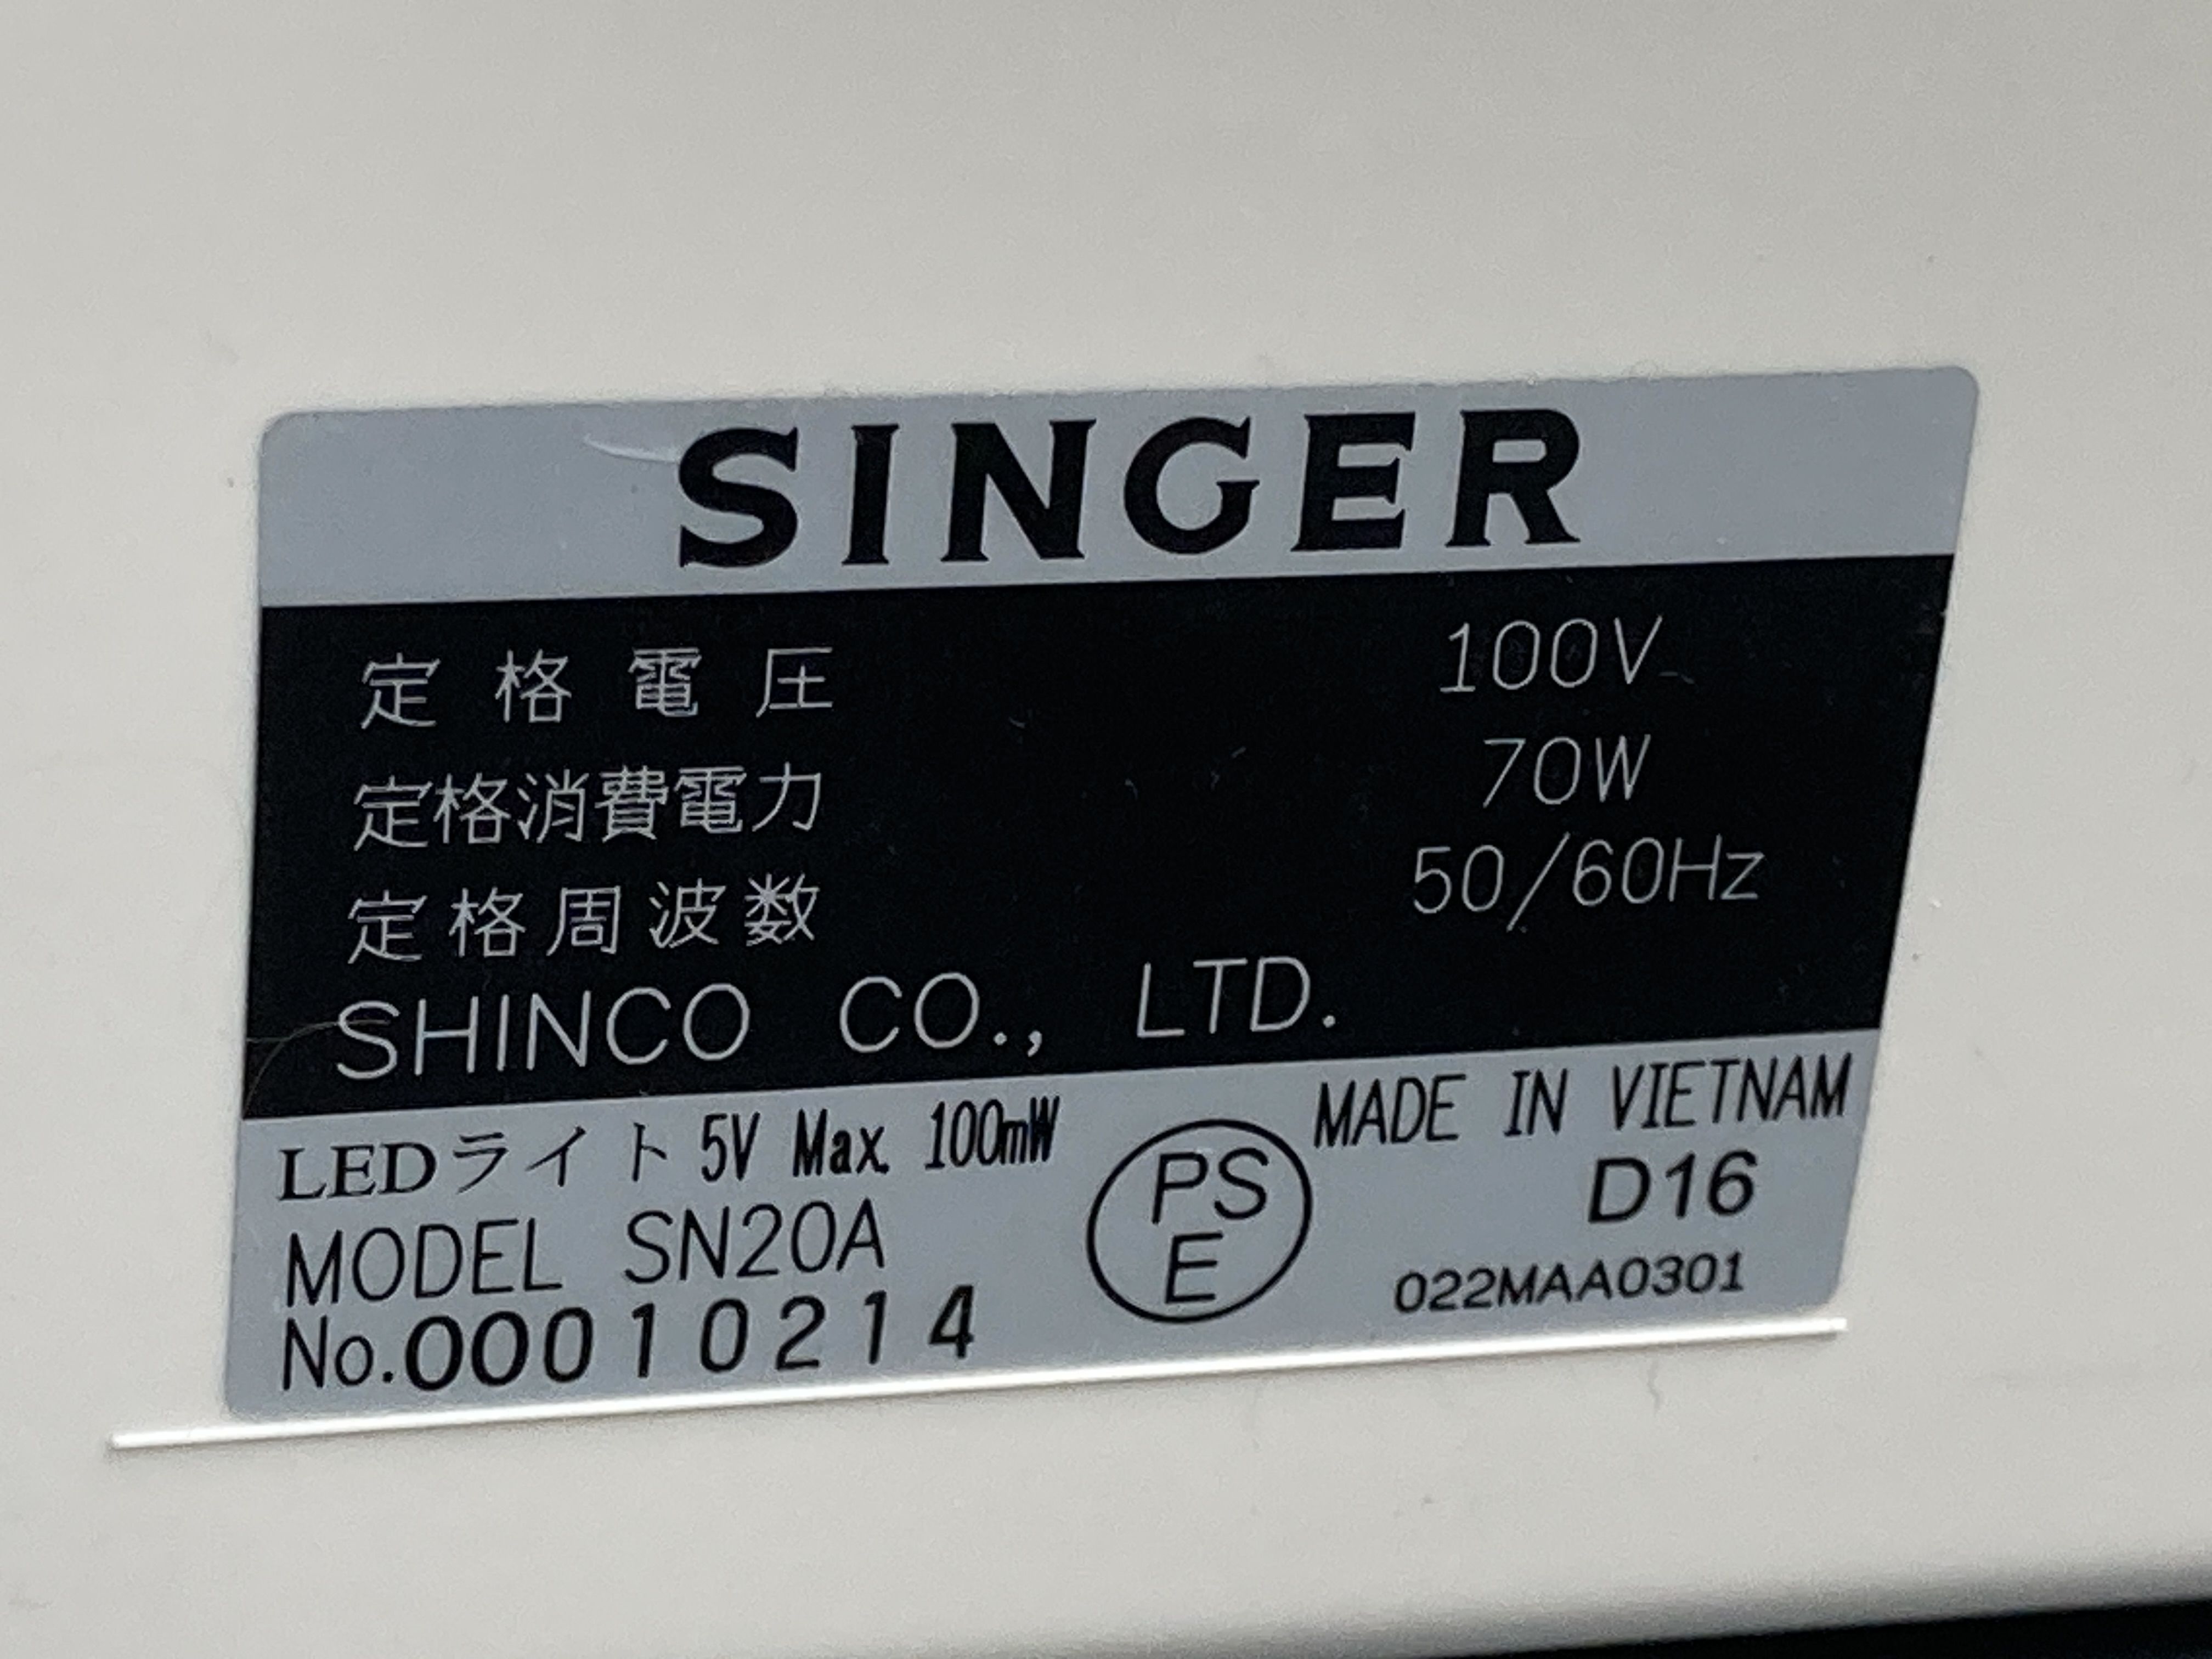 SINGER
定格電圧 100V
定格消費電力 70W
定格周波数 50/60Hz
SHINCO CO., LTD.
LEDライト 5V Max. 100mW
MADE IN VIETNAM
PS
E
D16
MODEL SN20A
022MAA0301
No.00010214